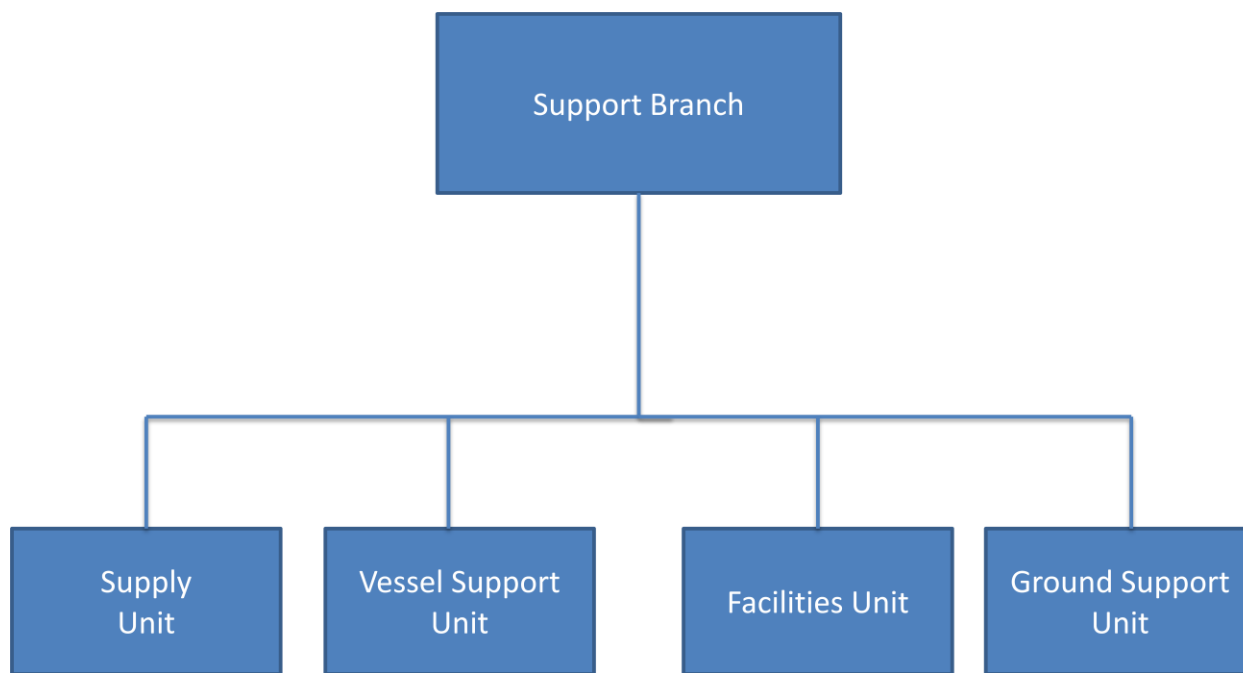 Support Branch
Supply
Unit
Vessel Support
Unit
Facilities Unit
Ground Support
Unit